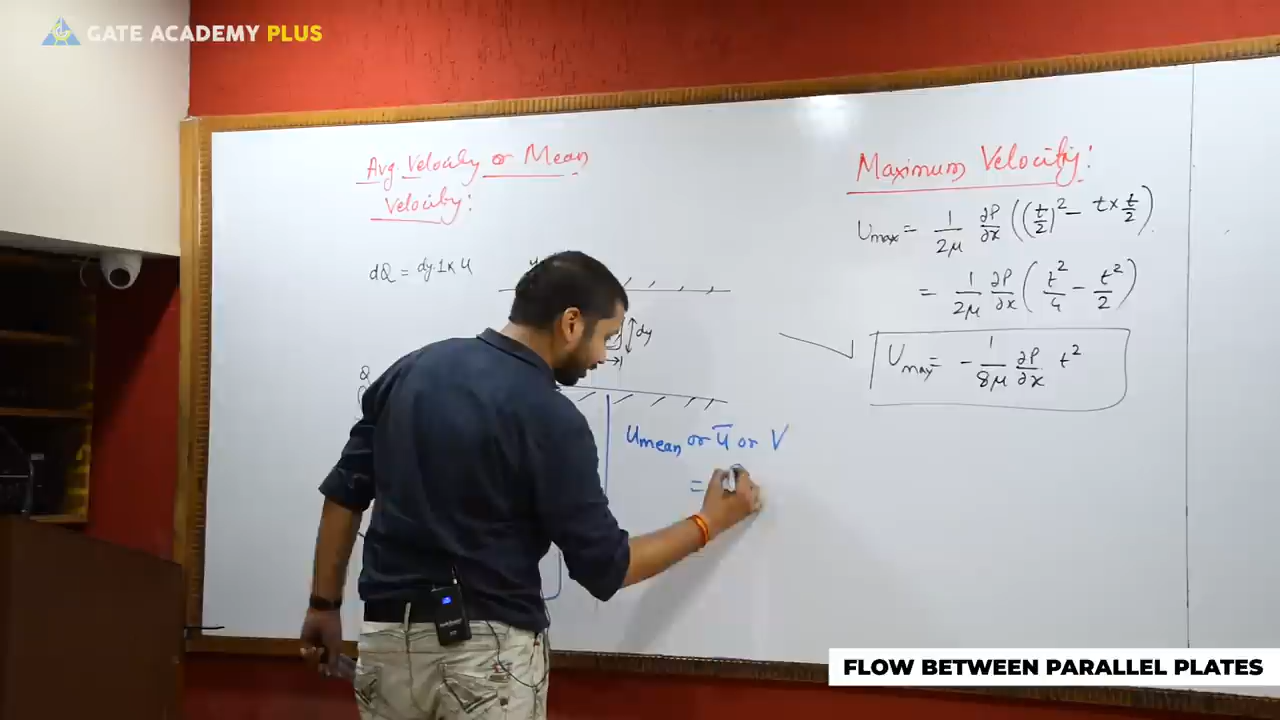 GATE ACADEMY PLUS
Avg. Velocity or Mean
Velocity:
dQ = dy·1×u
dy
Q
Umean or ū or V
=
Maximum Velocity:
Umax = 1/2μ ∂P/∂x ((t/2)² - t×t/2)
= 1/2μ ∂P/∂x (t²/4 - t²/2)
Umax = -1/8μ ∂P/∂x t²
FLOW BETWEEN PARALLEL PLATES